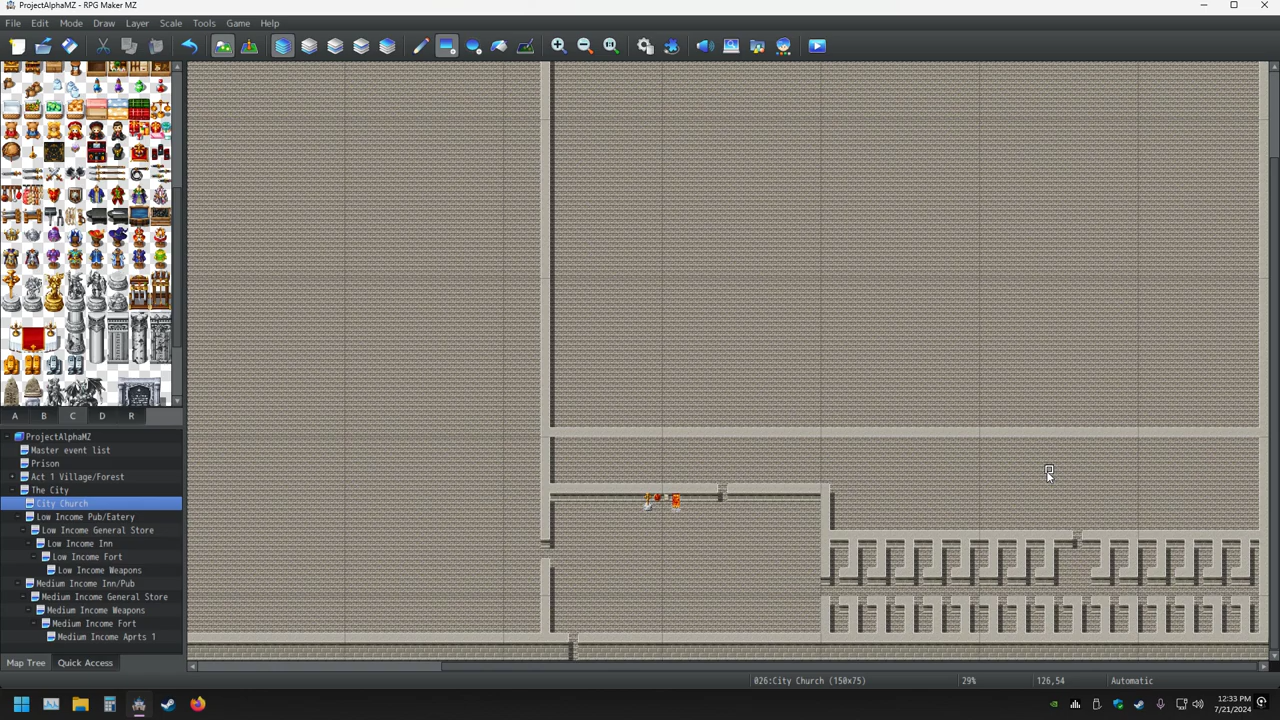 ProjectAlphaMZ - RPG Maker MZ
File Edit Mode Draw Layer Scale Tools Game Help
A B C D R
ProjectAlphaMZ
Master event list
Prison
Act 1 Village/Forest
The City
City Church
Low Income Pub/Eatery
Low Income General Store
Low Income Inn
Low Income Fort
Low Income Weapons
Medium Income Inn/Pub
Medium Income General Store
Medium Income Weapons
Medium Income Fort
Medium Income Aprts 1
Map Tree Quick Access
026:City Church (150x75) 29% 126,54 Automatic
12:33 PM
7/21/2024